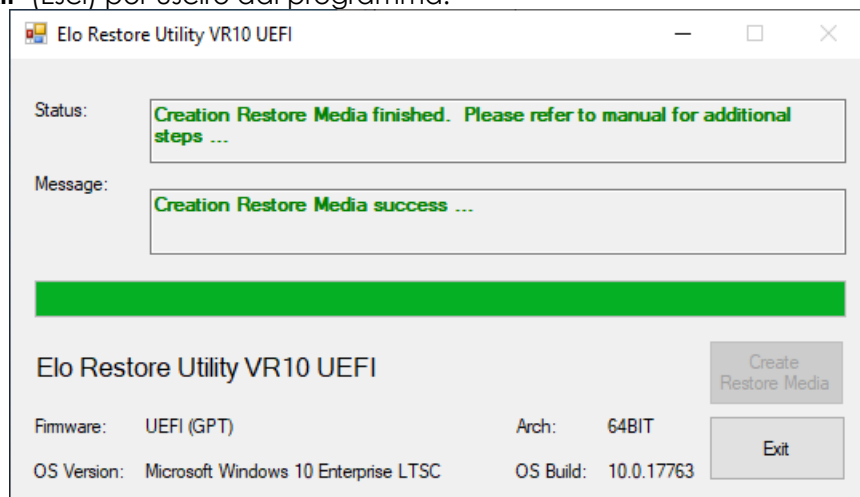 (Esci) per uscire dal programma.
Elo Restore Utility VR10 UEFI
Status:
Creation Restore Media finished. Please refer to manual for additional
steps ...
Message:
Creation Restore Media success ...
Elo Restore Utility VR10 UEFI
Create
Restore Media
Firmware: UEFI (GPT) Arch: 64BIT
Exit
OS Version: Microsoft Windows 10 Enterprise LTSC OS Build: 10.0.17763